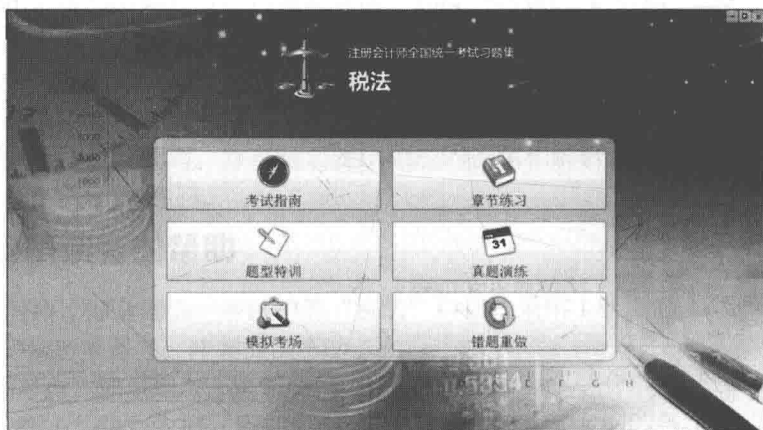 注册会计师全国统一考试习题集
税法
考试指南
章节练习
题型特训
31
真题演练
模拟考场
错题重做
F G H